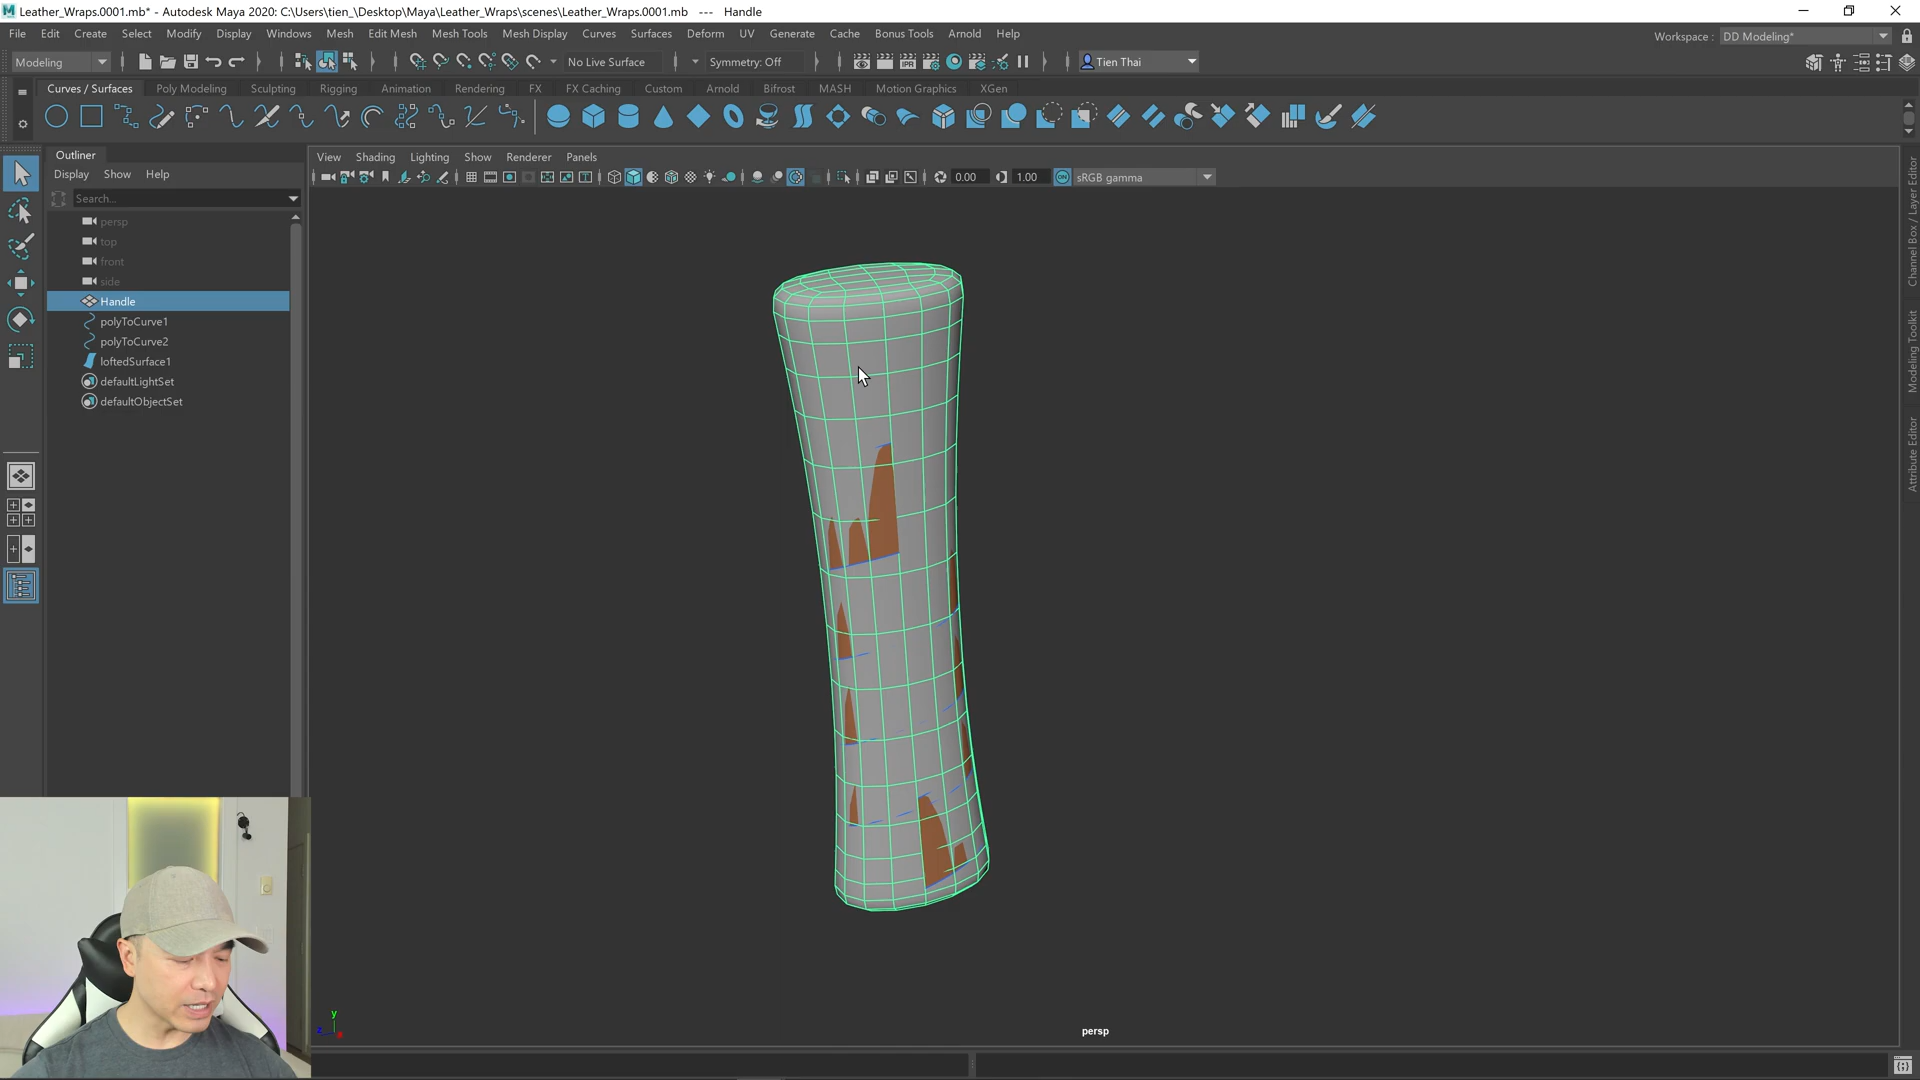 Leather_Wraps.0001.mb* - Autodesk Maya 2020: C:\Users\tien_\Desktop\Maya\Leather_Wraps\scenes\Leather_Wraps.0001.mb --- Handle
File Edit Create Select Modify Display Windows Mesh Edit Mesh Mesh Tools Mesh Display Curves Surfaces Deform UV Generate Cache Bonus Tools Arnold Help
Workspace : DD Modeling*
Modeling No Live Surface Symmetry: Off Tien Thai
Curves / Surfaces Poly Modeling Sculpting Rigging Animation Rendering FX FX Caching Custom Arnold Bifrost MASH Motion Graphics XGen
Outliner
Display Show Help
Search...
persp
top
front
side
Handle
polyToCurve1
polyToCurve2
loftedSurface1
defaultLightSet
defaultObjectSet
View Shading Lighting Show Renderer Panels
0.00 1.00 sRGB gamma
IPR
Channel Box / Layer Editor
Modeling Toolkit
Attribute Editor
y
z
x
persp